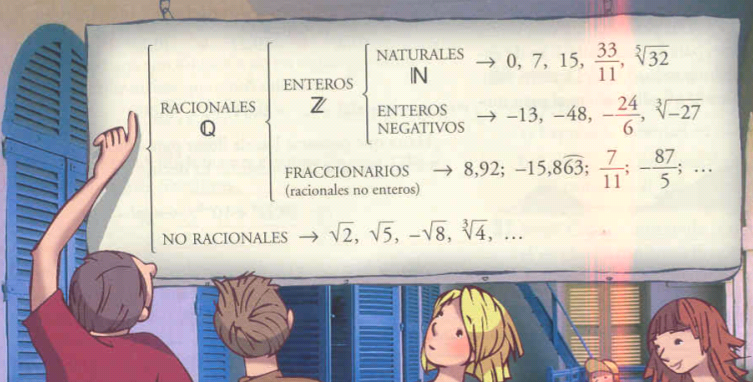 NATURALES → 0, 7, 15, 33/11, ⁵√32
ℕ
ENTEROS
ℤ
ENTEROS NEGATIVOS → −13, −48, −24/6, ³√−27
RACIONALES
ℚ
FRACCIONARIOS → 8,92; −15,8͡63; 7/11; −87/5; ...
(racionales no enteros)
NO RACIONALES → √2, √5, −√8, ³√4, ...